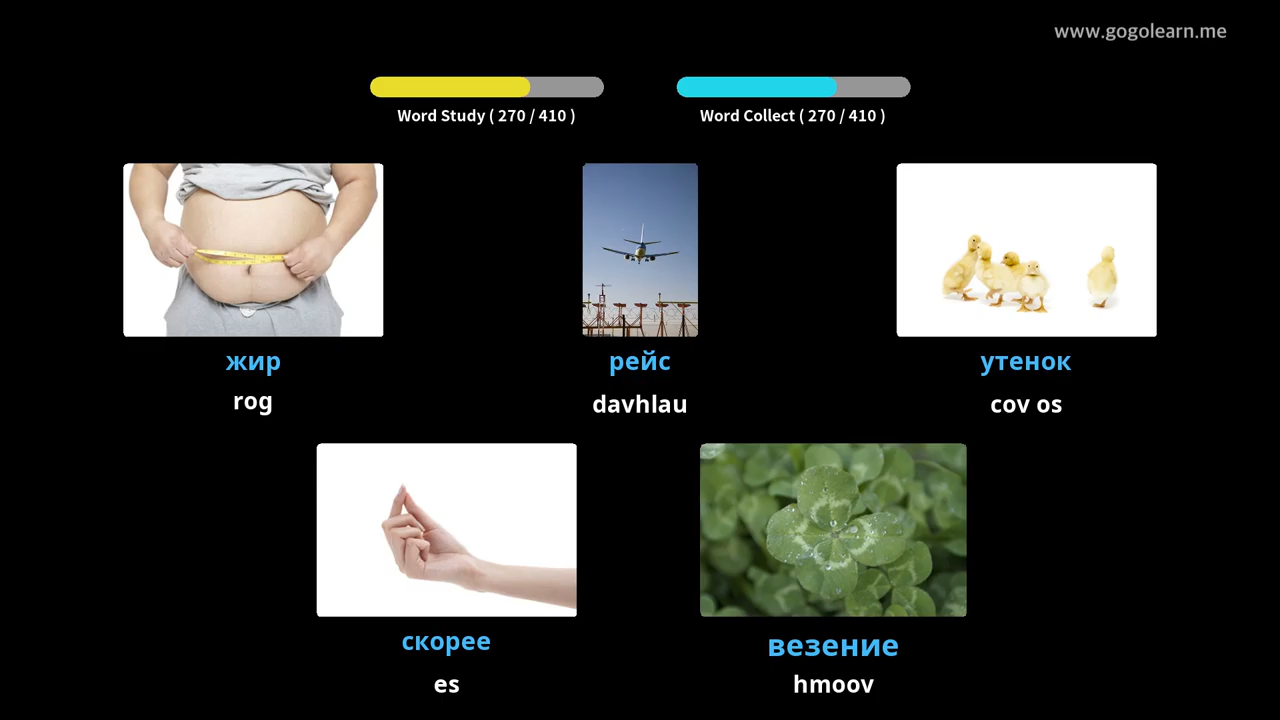 www.gogolearn.me
Word Study ( 270 / 410 )
Word Collect ( 270 / 410 )
жир
rog
рейс
davhlau
утенок
cov os
скорее
es
везение
hmoov